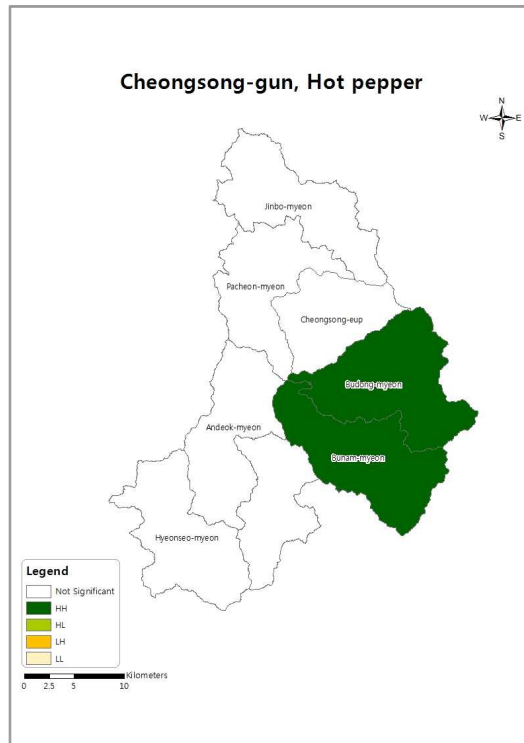 Cheongsong-gun, Hot pepper
N
W E
S
Jinbo-myeon
Pacheon-myeon
Cheongsong-eup
Budong-myeon
Andeok-myeon
Bunam-myeon
Hyeonseo-myeon
Legend
Not Significant
HH
HL
LH
LL
Kilometers
0 2.5 5 10